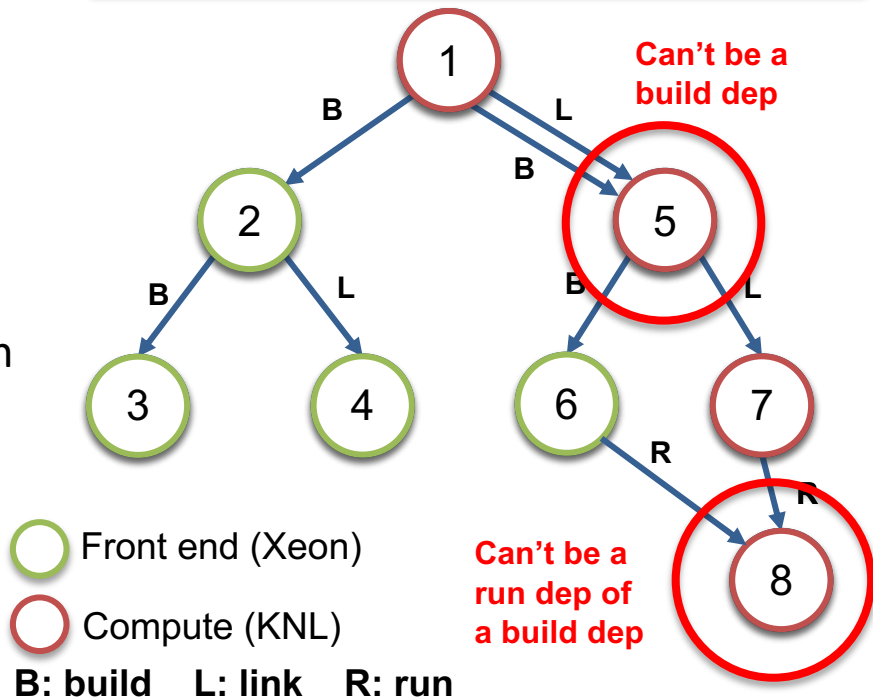 1
Can't be a
build dep
B
L
B
2
5
B
L
B
L
n
3
4
6
7
R
R
Front end (Xeon)
Can't be a
run dep of
a build dep
8
Compute (KNL)
B: build L: link R: run